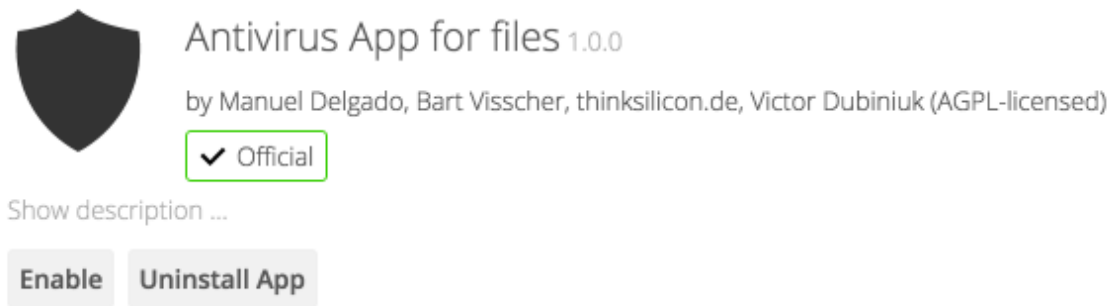 Antivirus App for files 1.0.0
by Manuel Delgado, Bart Visscher, thinksilicon.de, Victor Dubiniuk (AGPL-licensed)
Official
Show description ...
Enable Uninstall App